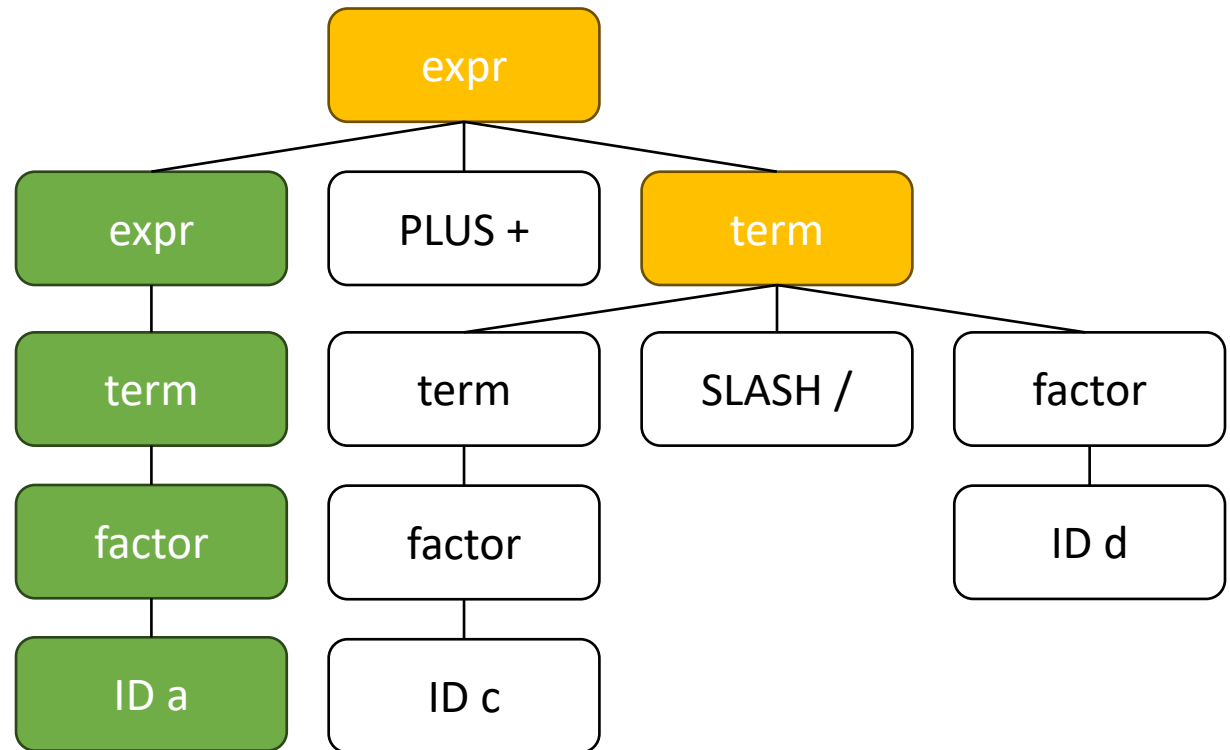 expr
expr
PLUS +
term
term
term
SLASH /
factor
factor
factor
ID d
ID a
ID c